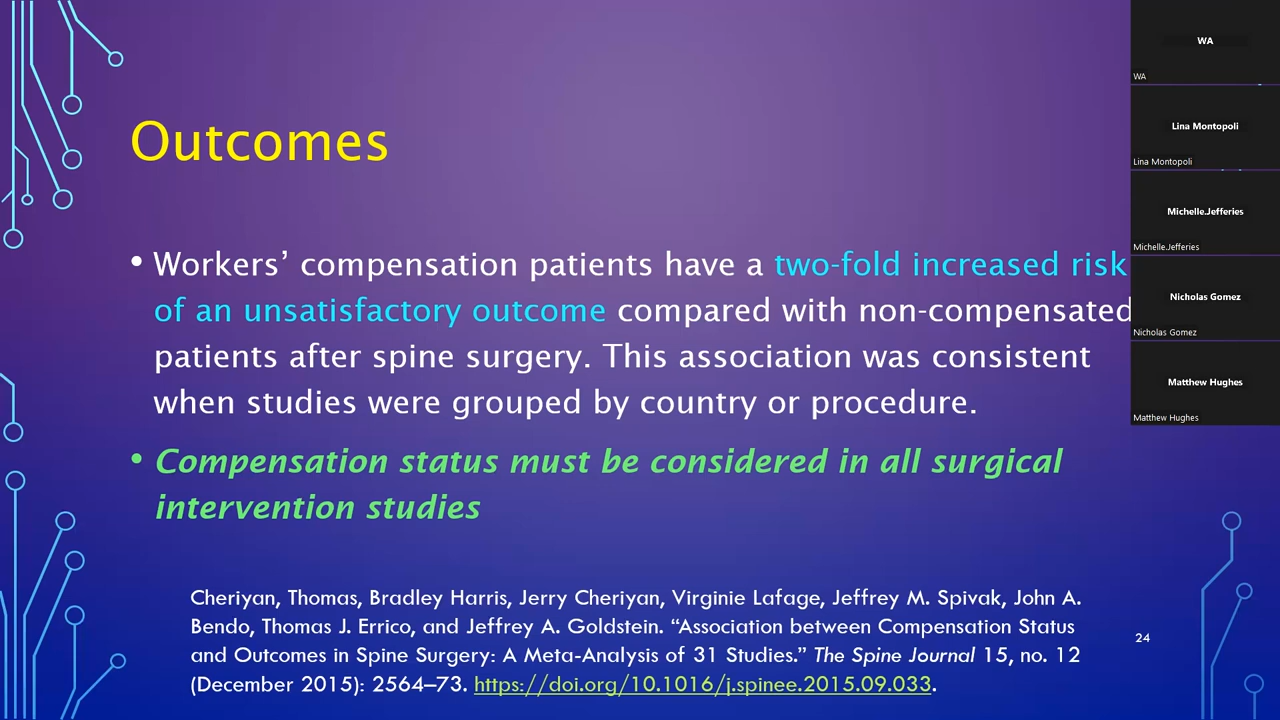 Outcomes
• Workers’ compensation patients have a two-fold increased risk
of an unsatisfactory outcome compared with non-compensated
patients after spine surgery. This association was consistent
when studies were grouped by country or procedure.
• Compensation status must be considered in all surgical
intervention studies
Cheriyan, Thomas, Bradley Harris, Jerry Cheriyan, Virginie Lafage, Jeffrey M. Spivak, John A.
Bendo, Thomas J. Errico, and Jeffrey A. Goldstein. “Association between Compensation Status
and Outcomes in Spine Surgery: A Meta-Analysis of 31 Studies.” The Spine Journal 15, no. 12
(December 2015): 2564–73. https://doi.org/10.1016/j.spinee.2015.09.033.
24
WA
WA
Lina Montopoli
Lina Montopoli
Michelle.Jefferies
Michelle.Jefferies
Nicholas Gomez
Nicholas Gomez
Matthew Hughes
Matthew Hughes